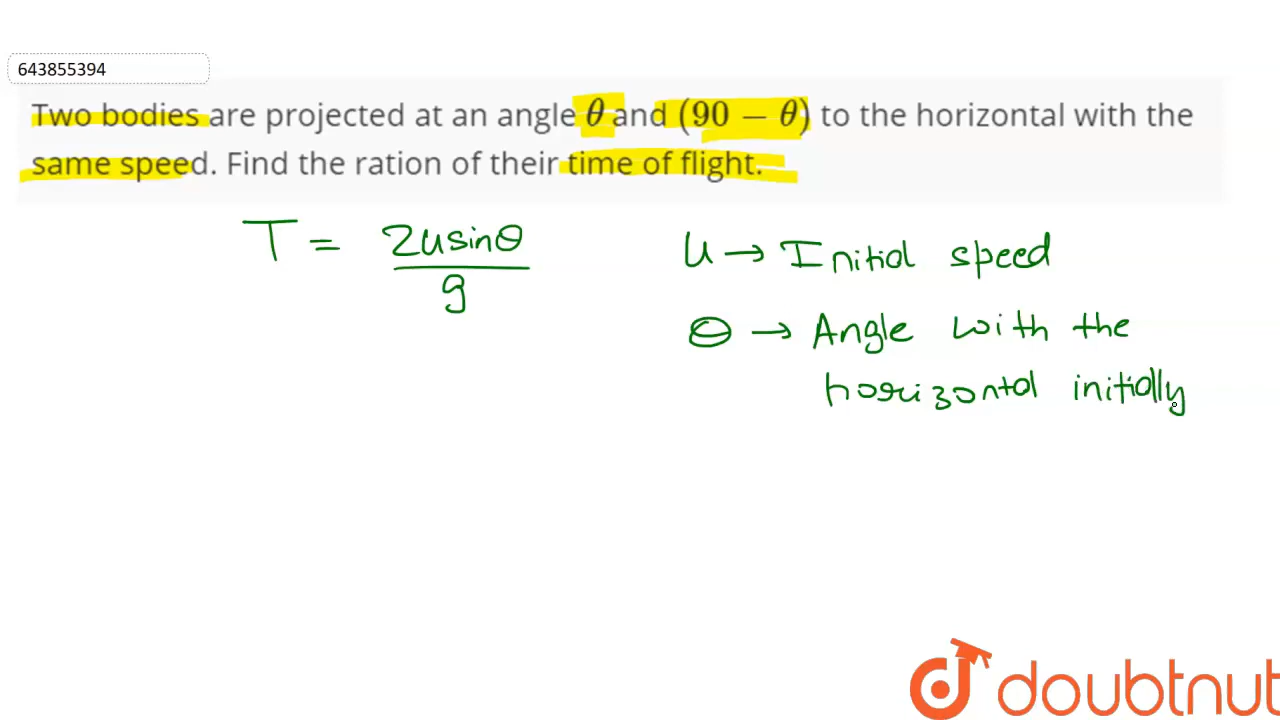 643855394
Two bodies are projected at an angle θ and (90 − θ) to the horizontal with the
same speed. Find the ration of their time of flight.
T = 2usinθ / g
u → Initial speed
θ → Angle with the
horizontal initially
doubtnut